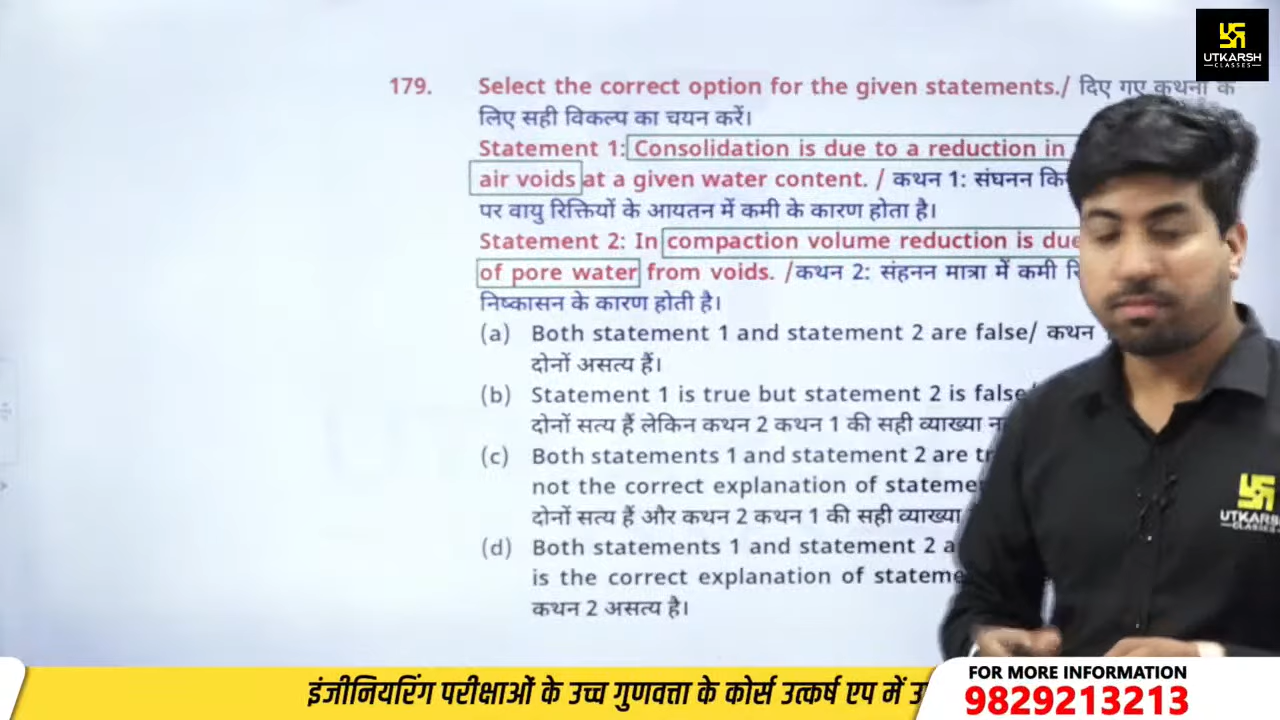 UTKARSH
CLASSES
179. Select the correct option for the given statements./ दिए गए कथनों के
लिए सही विकल्प का चयन करें।
Statement 1: Consolidation is due to a reduction in
air voids at a given water content. / कथन 1: संघनन
पर वायु रिक्तियों के आयतन में कमी के कारण होता है।
Statement 2: In compaction volume reduction is due
of pore water from voids. /कथन 2: संहनन मात्रा में कमी
निष्कासन के कारण होती है।
(a) Both statement 1 and statement 2 are false/ कथन
दोनों असत्य हैं।
(b) Statement 1 is true but statement 2 is false/
दोनों सत्य हैं लेकिन कथन 2 कथन 1 की सही व्याख्या
(c) Both statements 1 and statement 2 are
not the correct explanation of
दोनों सत्य हैं और कथन 2 कथन 1 की सही व्याख्या
(d) Both statements 1 and statement 2
is the correct explanation of
कथन 2 असत्य है।
UTKARSH
CLASSES
इंजीनियरिंग परीक्षाओं के उच्च गुणवत्ता के कोर्स उत्कर्ष एप में
FOR MORE INFORMATION
9829213213